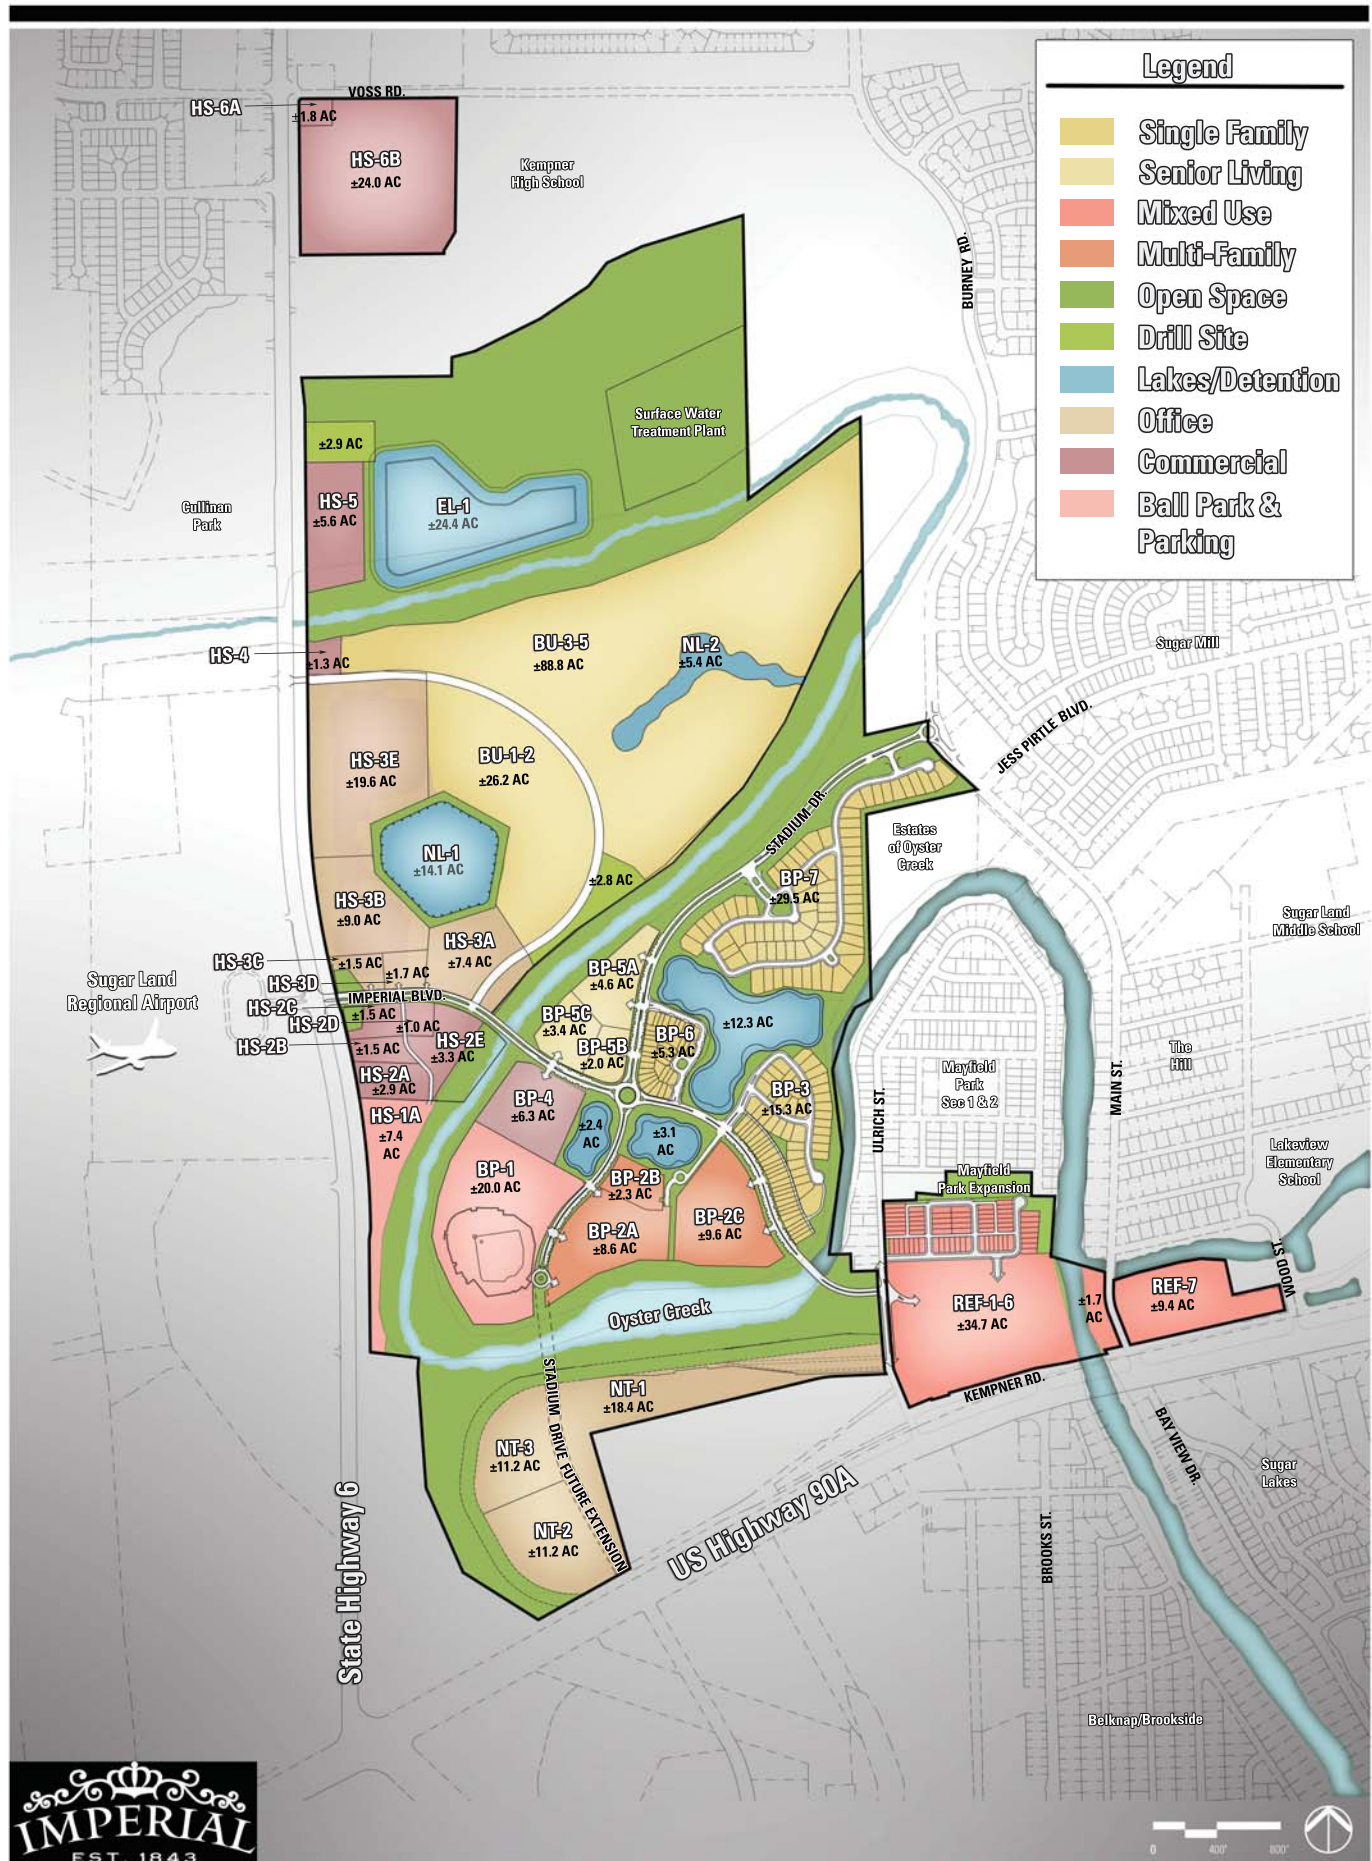 Legend
Single Family
Senior Living
Mixed Use
Multi-Family
Open Space
Drill Site
Lakes/Detention
Office
Commercial
Ball Park &
Parking
VOSS RD.
HS-6A
±1.8 AC
HS-6B
±24.0 AC
Kempner
High School
BURNEY RD.
Surface Water
Treatment Plant
±2.9 AC
HS-5
±5.6 AC
EL-1
±24.4 AC
Cullinan
Park
HS-4
±1.3 AC
BU-3-5
±88.8 AC
NL-2
±5.4 AC
Sugar Mill
JESS PIRTLE BLVD.
HS-3E
±19.6 AC
BU-1-2
±26.2 AC
STADIUM DR.
Estates
of Oyster
Creek
NL-1
±14.1 AC
±2.8 AC
BP-7
±29.5 AC
HS-3B
±9.0 AC
HS-3A
±7.4 AC
Sugar Land
Middle School
HS-3C
±1.5 AC
HS-3D
±1.7 AC
Sugar Land
Regional Airport
IMPERIAL BLVD.
HS-2C
±1.5 AC
HS-2D
±1.0 AC
HS-2B
±1.5 AC
HS-2E
±3.3 AC
HS-2A
±2.9 AC
BP-5A
±4.6 AC
BP-5C
±3.4 AC
BP-5B
±2.0 AC
BP-6
±5.3 AC
±12.3 AC
BP-3
±15.3 AC
Mayfield
Park
Sec 1 & 2
The
Hill
ULRICH ST.
MAIN ST.
HS-1A
±7.4
AC
BP-4
±6.3 AC
±2.4
AC
±3.1
AC
Lakeview
Elementary
School
BP-1
±20.0 AC
BP-2B
±2.3 AC
BP-2A
±8.6 AC
BP-2C
±9.6 AC
Mayfield
Park Expansion
WOOD ST.
REF-1-6
±34.7 AC
±1.7
AC
REF-7
±9.4 AC
Oyster Creek
KEMPNER RD.
NT-1
±18.4 AC
STADIUM DRIVE FUTURE EXTENSION
NT-3
±11.2 AC
NT-2
±11.2 AC
BAY VIEW DR.
Sugar
Lakes
US Highway 90A
BROOKS ST.
State Highway 6
Belknap/Brookside
IMPERIAL
EST. 1843
0 400' 800'